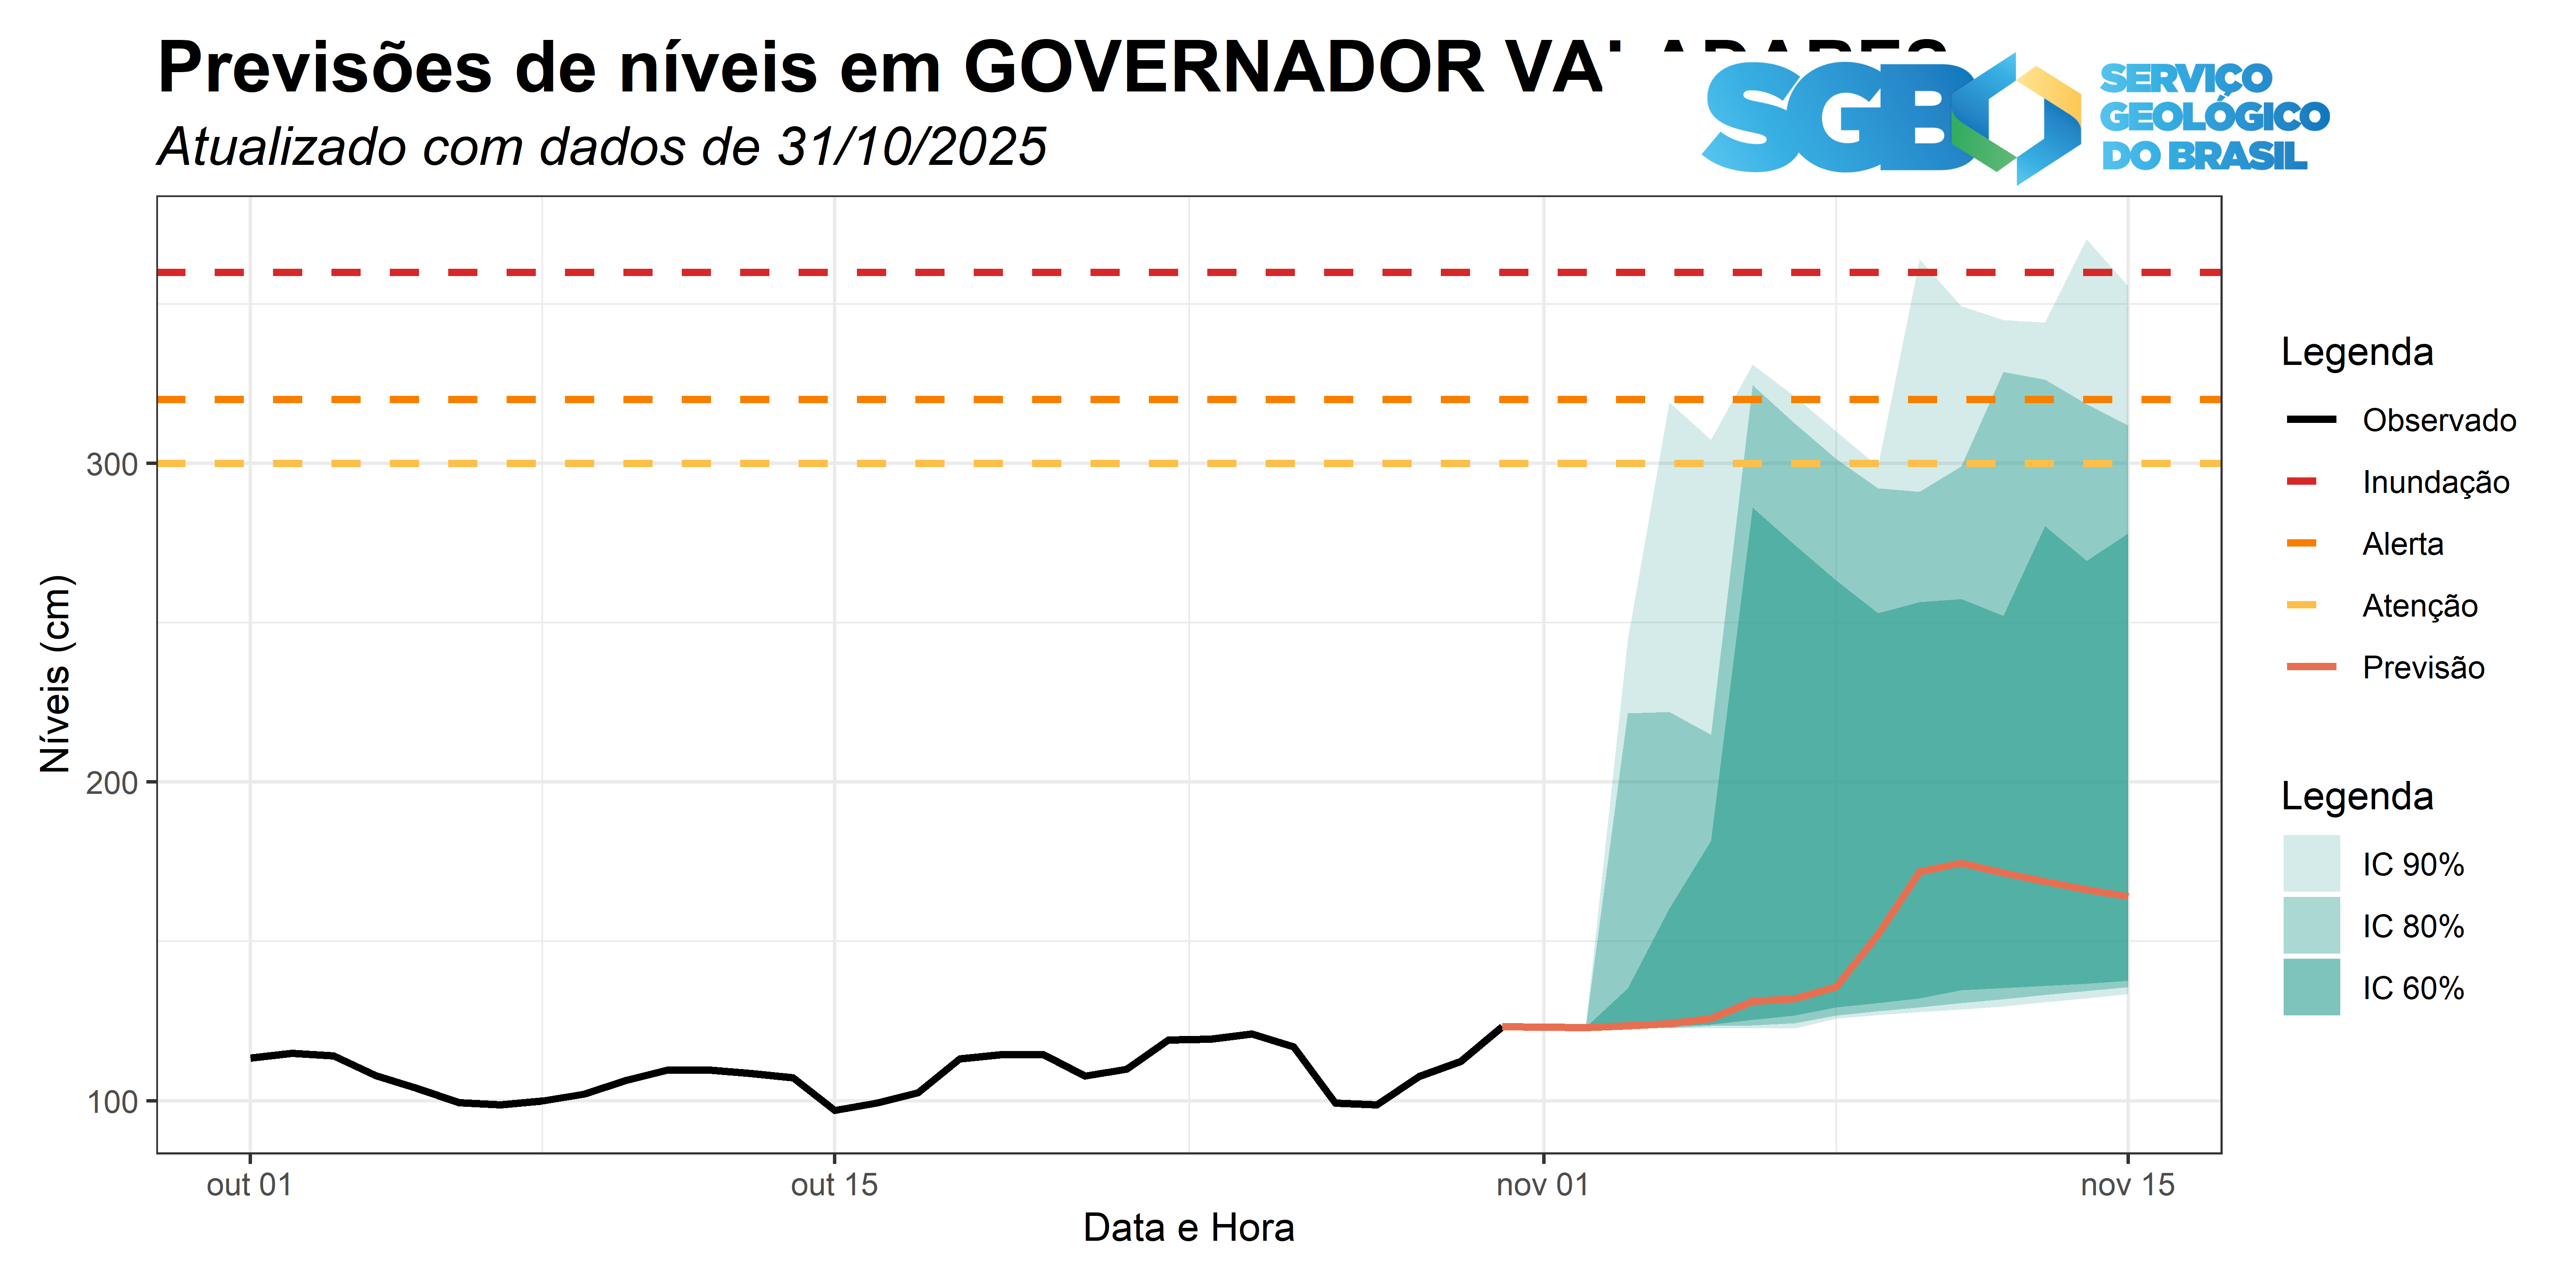 Previsões de níveis em GOVERNADOR
Atualizado com dados de 31/10/2025
SGB
SERVIÇO
GEOLÓGICO
DO BRASIL
Níveis (cm)
300
200
100
out 01
out 15
nov 01
nov 15
Data e Hora
Legenda
Observado
Inundação
Alerta
Atenção
Previsão
Legenda
IC 90%
IC 80%
IC 60%